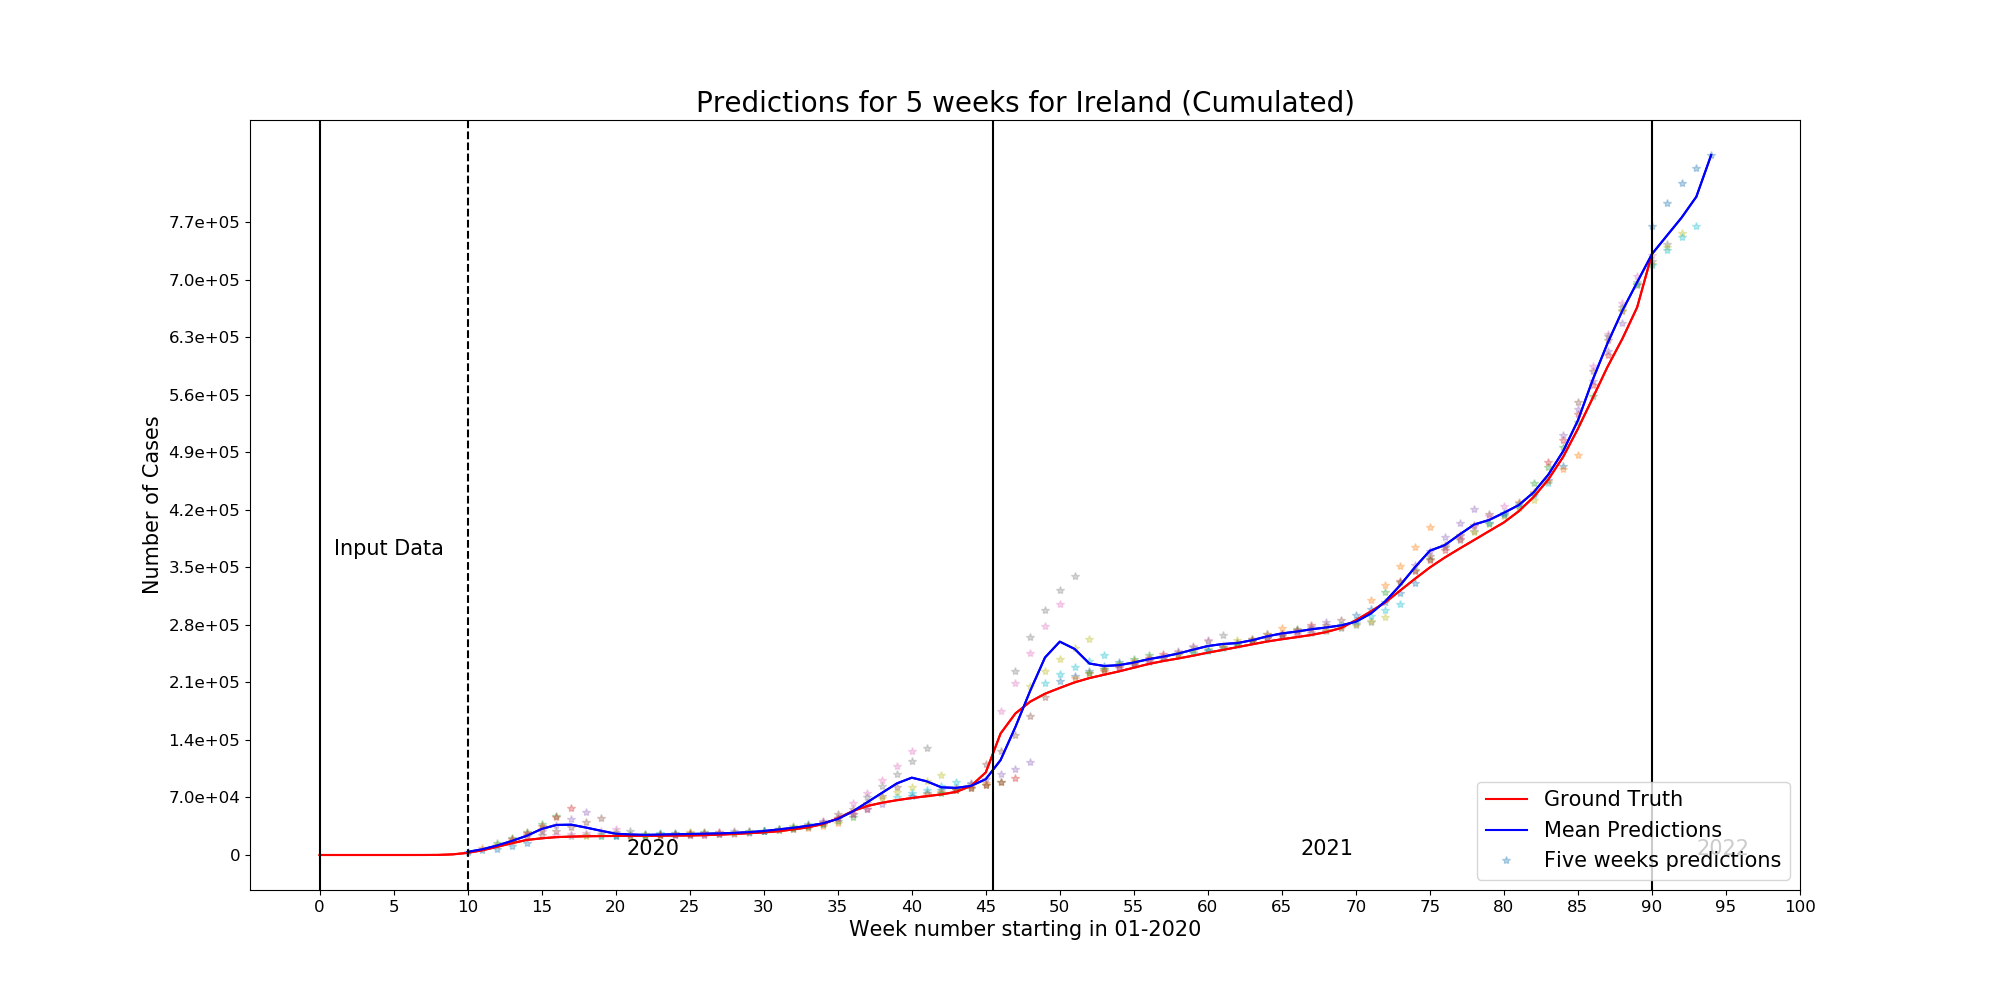 Predictions for 5 weeks for Ireland (Cumulated)
Number of Cases
7.7e+05
7.0e+05
6.3e+05
5.6e+05
4.9e+05
4.2e+05
3.5e+05
2.8e+05
2.1e+05
1.4e+05
7.0e+04
0
Input Data
2020
2021
2022
Ground Truth
Mean Predictions
Five weeks predictions
0 5 10 15 20 25 30 35 40 45 50 55 60 65 70 75 80 85 90 95 100
Week number starting in 01-2020